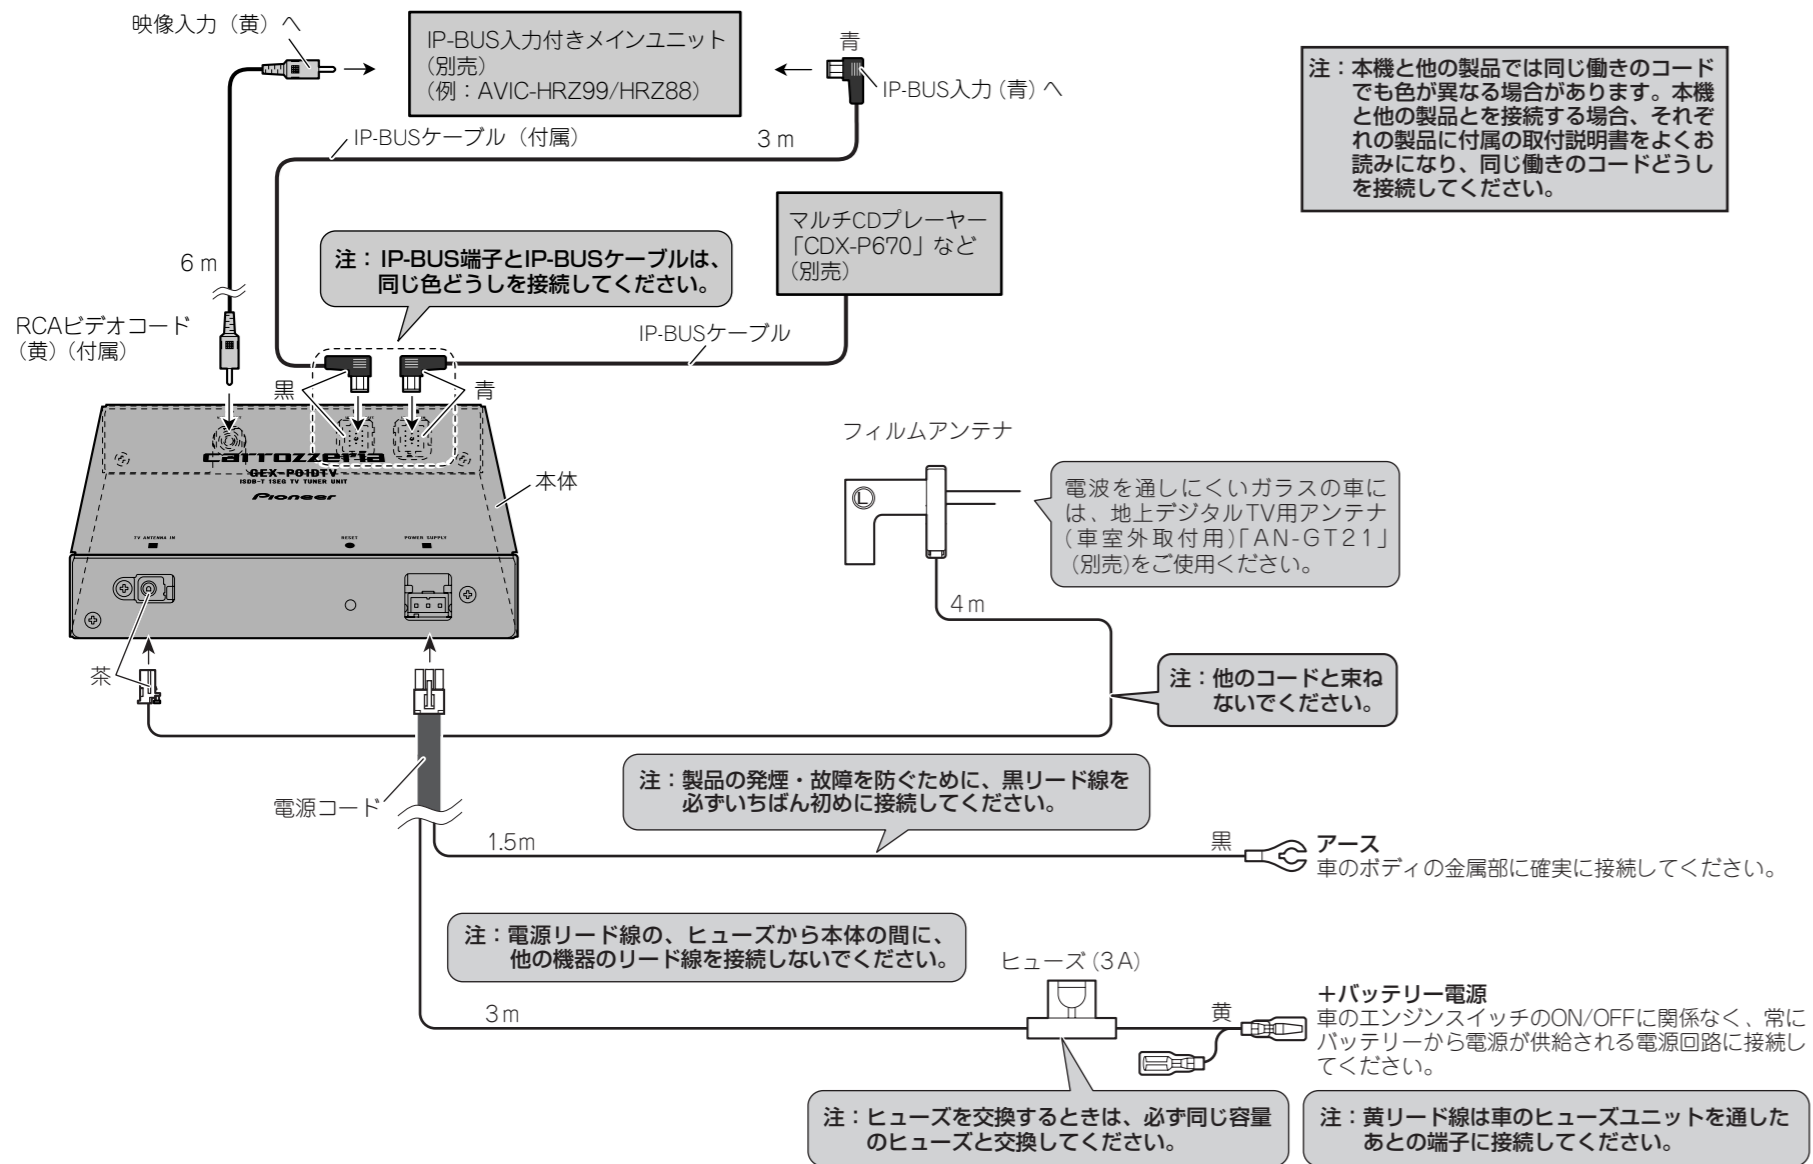 映像入力（黄）へ
IP-BUS入力付きメインユニット
（別売）
（例：AVIC-HRZ99/HRZ88）
青
IP-BUS入力（青）へ
注：本機と他の製品では同じ働きのコード
でも色が異なる場合があります。本機
と他の製品とを接続する場合、それぞ
れの製品に付属の取付説明書をよくお
読みになり、同じ働きのコードどうし
を接続してください。
IP-BUSケーブル（付属）
3 m
マルチCDプレーヤー
「CDX-P670」など
（別売）
6 m
注：IP-BUS端子とIP-BUSケーブルは、
同じ色どうしを接続してください。
RCAビデオコード
（黄）（付属）
IP-BUSケーブル
黒
青
carrozzeria
GEX-P01DTV
ISDB-T 1SEG TV TUNER UNIT
Pioneer
本体
TV ANTENNA IN
RESET
POWER SUPPLY
フィルムアンテナ
L
電波を通しにくいガラスの車に
は、地上デジタルTV用アンテナ
（車室外取付用）「AN-GT21」
（別売）をご使用ください。
4 m
茶
注：他のコードと束ね
ないでください。
電源コード
注：製品の発煙・故障を防ぐために、黒リード線を
必ずいちばん初めに接続してください。
1.5 m
黒
アース
車のボディの金属部に確実に接続してください。
注：電源リード線の、ヒューズから本体の間に、
他の機器のリード線を接続しないでください。
ヒューズ（3 A）
3 m
黄
＋バッテリー電源
車のエンジンスイッチのON/OFFに関係なく、常に
バッテリーから電源が供給される電源回路に接続し
てください。
注：ヒューズを交換するときは、必ず同じ容量
のヒューズと交換してください。
注：黄リード線は車のヒューズユニットを通した
あとの端子に接続してください。